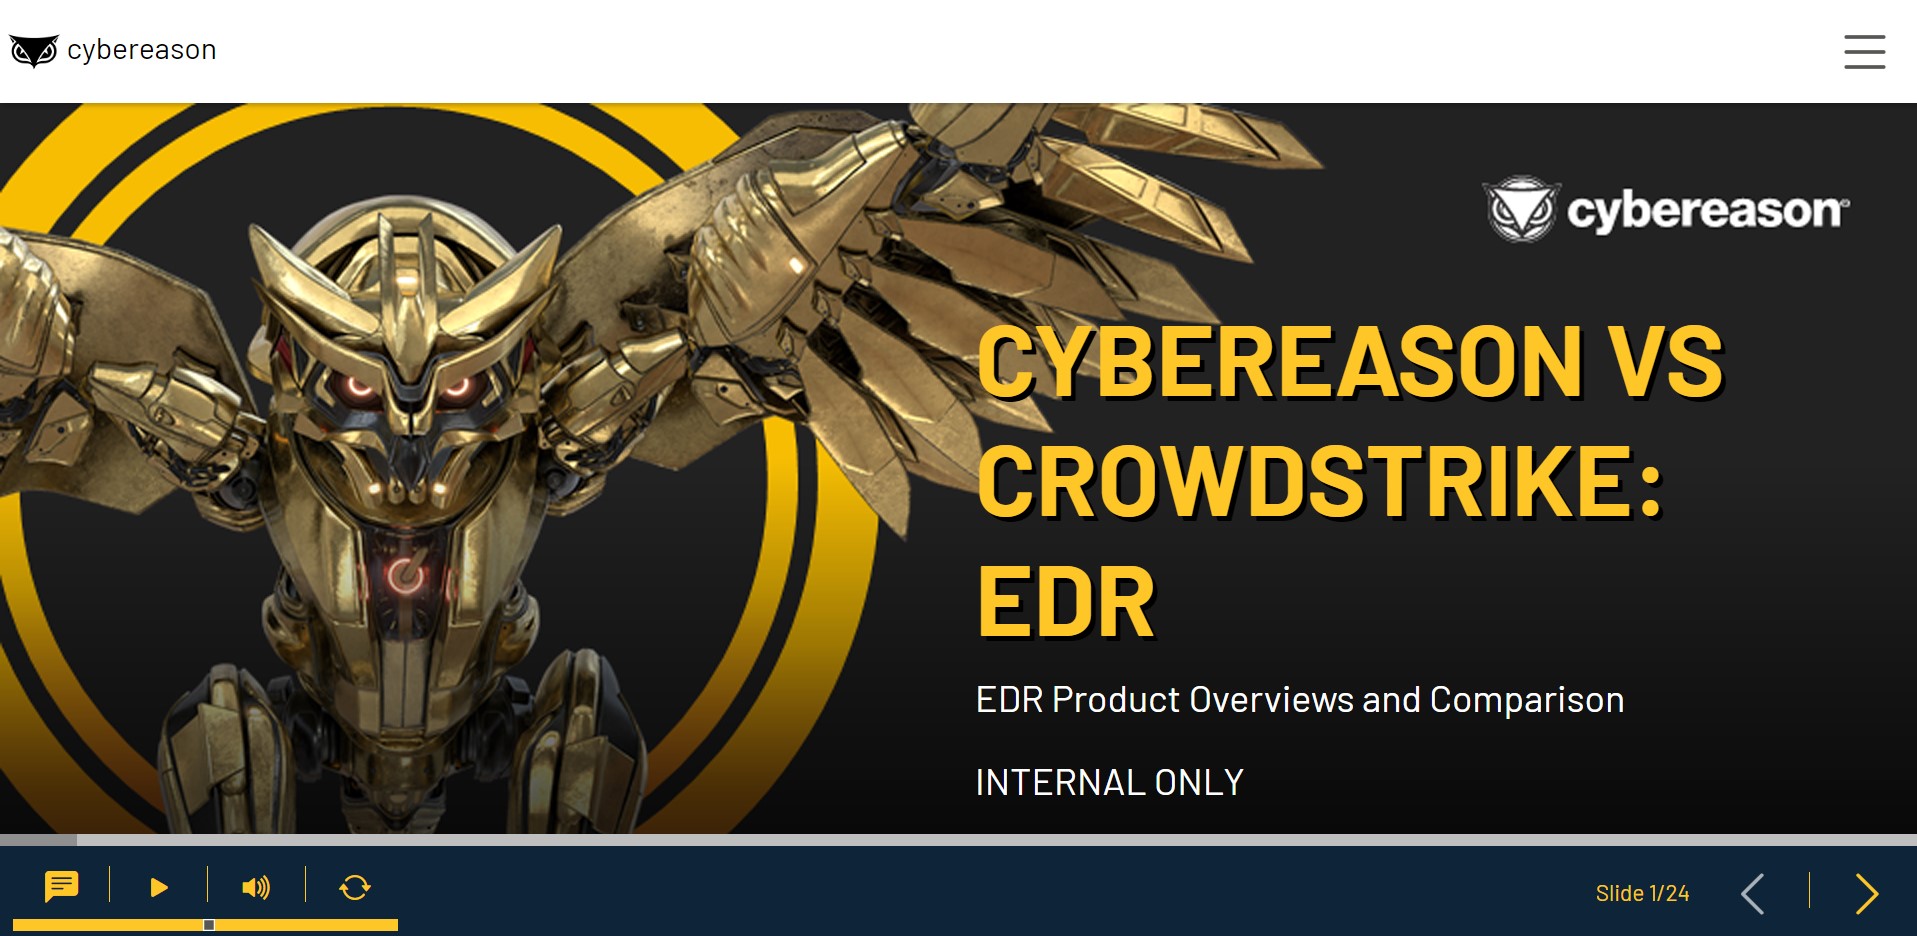 cybereason
cybereason
CYBEREASON VS
CROWDSTRIKE:
EDR
EDR Product Overviews and Comparison
INTERNAL ONLY
Slide 1/24